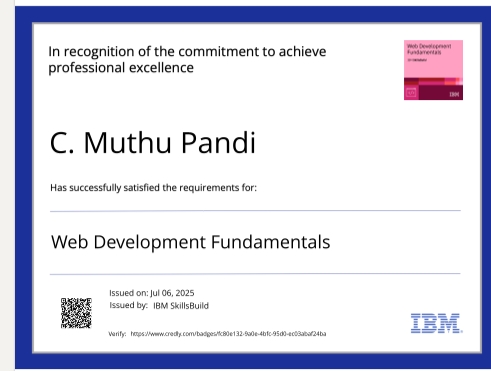 In recognition of the commitment to achieve
professional excellence
Web Development
Fundamentals
IBM
C. Muthu Pandi
Has successfully satisfied the requirements for:
Web Development Fundamentals
Issued on: Jul 06, 2025
Issued by: IBM SkillsBuild
Verify: https://www.credly.com/badges/fc80e132-9a0e-4bfc-95d0-ec03abaf24ba
IBM.